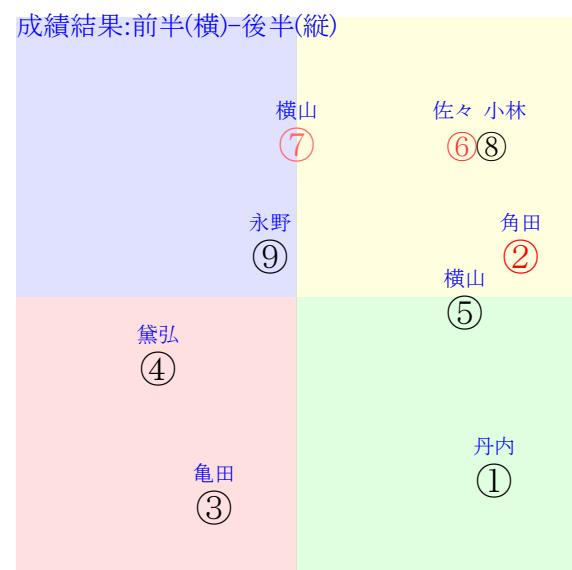 成績結果:前半(横)-後半(縦)
横山
佐々 小林
⑦
⑥⑧
永野
角田
⑨
②
横山
⑤
黛弘
④
丹内
①
亀田
③